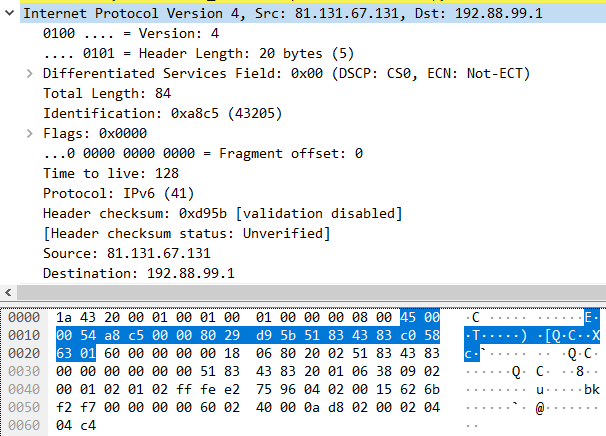 Internet Protocol Version 4, Src: 81.131.67.131, Dst: 192.88.99.1
0100 .... = Version: 4
.... 0101 = Header Length: 20 bytes (5)
Differentiated Services Field: 0x00 (DSCP: CS0, ECN: Not-ECT)
Total Length: 84
Identification: 0xa8c5 (43205)
Flags: 0x0000
...0 0000 0000 0000 = Fragment offset: 0
Time to live: 128
Protocol: IPv6 (41)
Header checksum: 0xd95b [validation disabled]
[Header checksum status: Unverified]
Source: 81.131.67.131
Destination: 192.88.99.1
0000 1a 43 20 00 01 00 01 00 01 00 00 00 08 00 45 00 ·C ···········E·
0010 00 54 a8 c5 00 00 80 29 d9 5b 51 83 43 83 c0 58 ·T·····) ·[Q·C··X
0020 63 01 60 00 00 00 00 18 06 80 20 02 51 83 43 83 c·`····· ·· ·Q·C·
0030 00 00 00 00 00 00 51 83 43 83 20 01 06 38 09 02 ······Q· C· ··8··
0040 00 01 02 01 02 ff fe e2 75 96 04 02 00 15 62 6b ········ u·····bk
0050 f2 f7 00 00 00 00 60 02 40 00 0a d8 02 00 02 04 ······`· @·······
0060 04 c4 ··